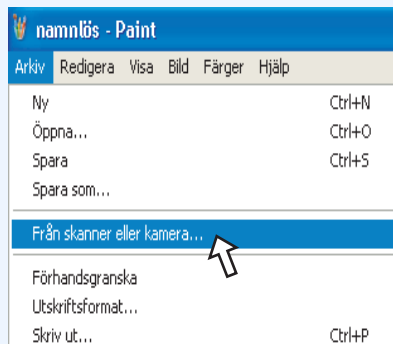 namnlös - Paint
Arkiv Redigera Visa Bild Färger Hjälp
Ny Ctrl+N
Öppna... Ctrl+O
Spara Ctrl+S
Spara som...
Från skanner eller kamera...
Förhandsgranska
Utskriftsformat...
Skriv ut... Ctrl+P